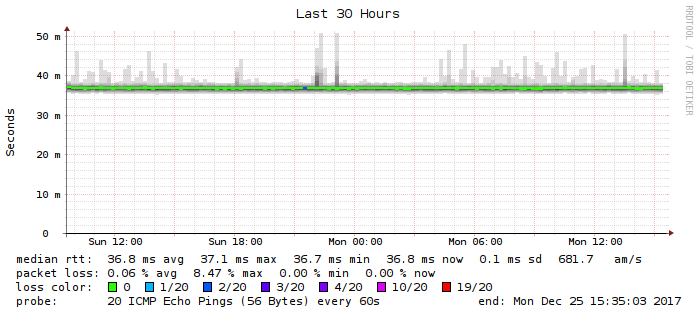 Last 30 Hours
RRDTOOL / TOBI OETIKER
Seconds
50 m
40 m
30 m
20 m
10 m
0
Sun 12:00 Sun 18:00 Mon 00:00 Mon 06:00 Mon 12:00
median rtt: 36.8 ms avg 37.1 ms max 36.7 ms min 36.8 ms now 0.1 ms sd 681.7 am/s
packet loss: 0.06 % avg 8.47 % max 0.00 % min 0.00 % now
loss color: 0 1/20 2/20 3/20 4/20 10/20 19/20
probe: 20 ICMP Echo Pings (56 Bytes) every 60s end: Mon Dec 25 15:35:03 2017